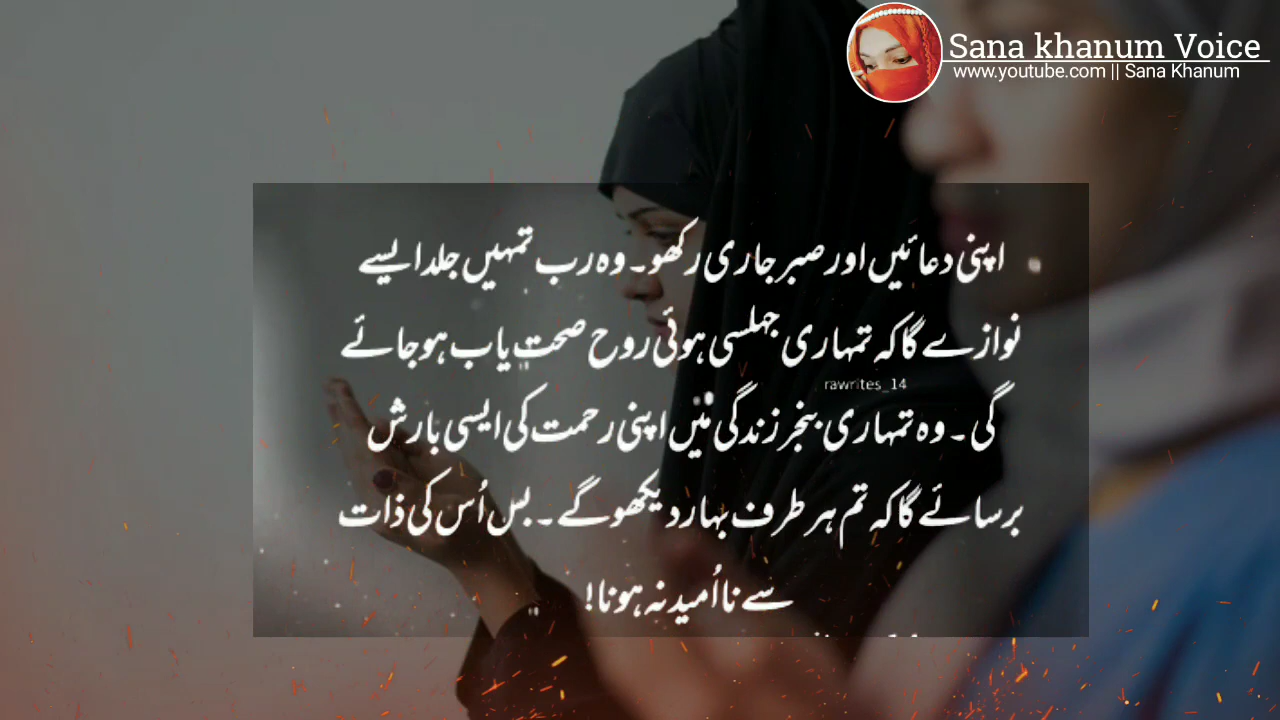 Sana khanum Voice
www.youtube.com || Sana Khanum
اپنی دعائیں اور صبر جاری رکھو۔ وہ رب تمہیں جلد ایسے
نوازے گا کہ تمہاری جھلسی ہوئی روح صحت یاب ہو جائے
rawrites_14
گی۔ وہ تمہاری بنجر زندگی میں اپنی رحمت کی ایسی بارش
برسائے گا کہ تم ہر طرف بہار دیکھو گے۔ بس اُس کی ذات
سے نا اُمید نہ ہونا!